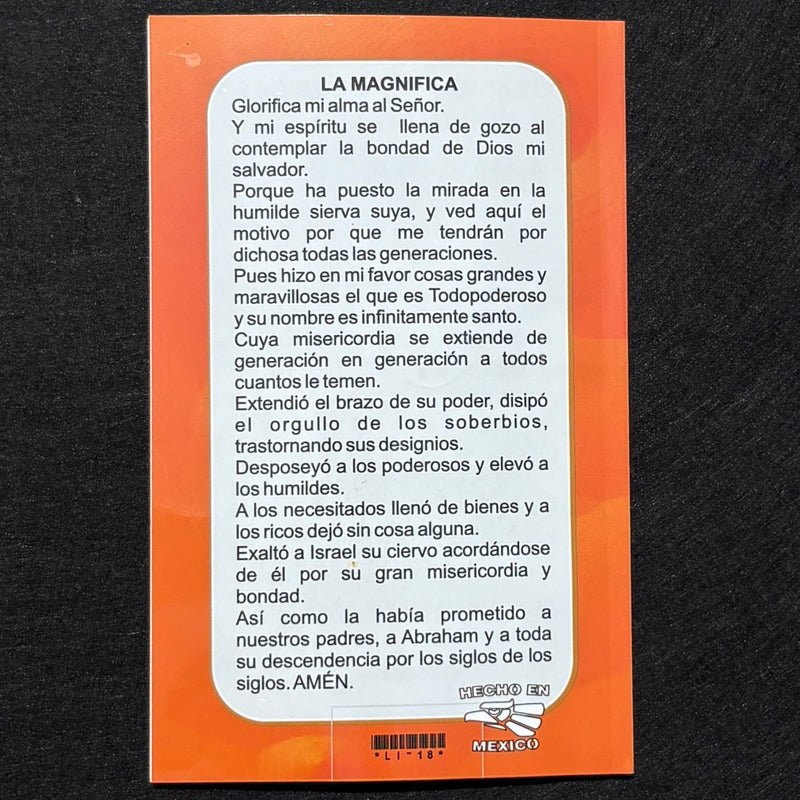 LA MAGNIFICA
Glorifica mi alma al Señor.
Y mi espíritu se llena de gozo al
contemplar la bondad de Dios mi
salvador.
Porque ha puesto la mirada en la
humilde sierva suya, y ved aquí el
motivo por que me tendrán por
dichosa todas las generaciones.
Pues hizo en mi favor cosas grandes y
maravillosas el que es Todopoderoso
y su nombre es infinitamente santo.
Cuya misericordia se extiende de
generación en generación a todos
cuantos le temen.
Extendió el brazo de su poder, disipó
el orgullo de los soberbios,
trastornando sus designios.
Desposeyó a los poderosos y elevó a
los humildes.
A los necesitados llenó de bienes y a
los ricos dejó sin cosa alguna.
Exaltó a Israel su ciervo acordándose
de él por su gran misericordia y
bondad.
Así como la había prometido a
nuestros padres, a Abraham y a toda
su descendencia por los siglos de los
siglos. AMÉN.
HECHO EN
MEXICO
*LI-18*